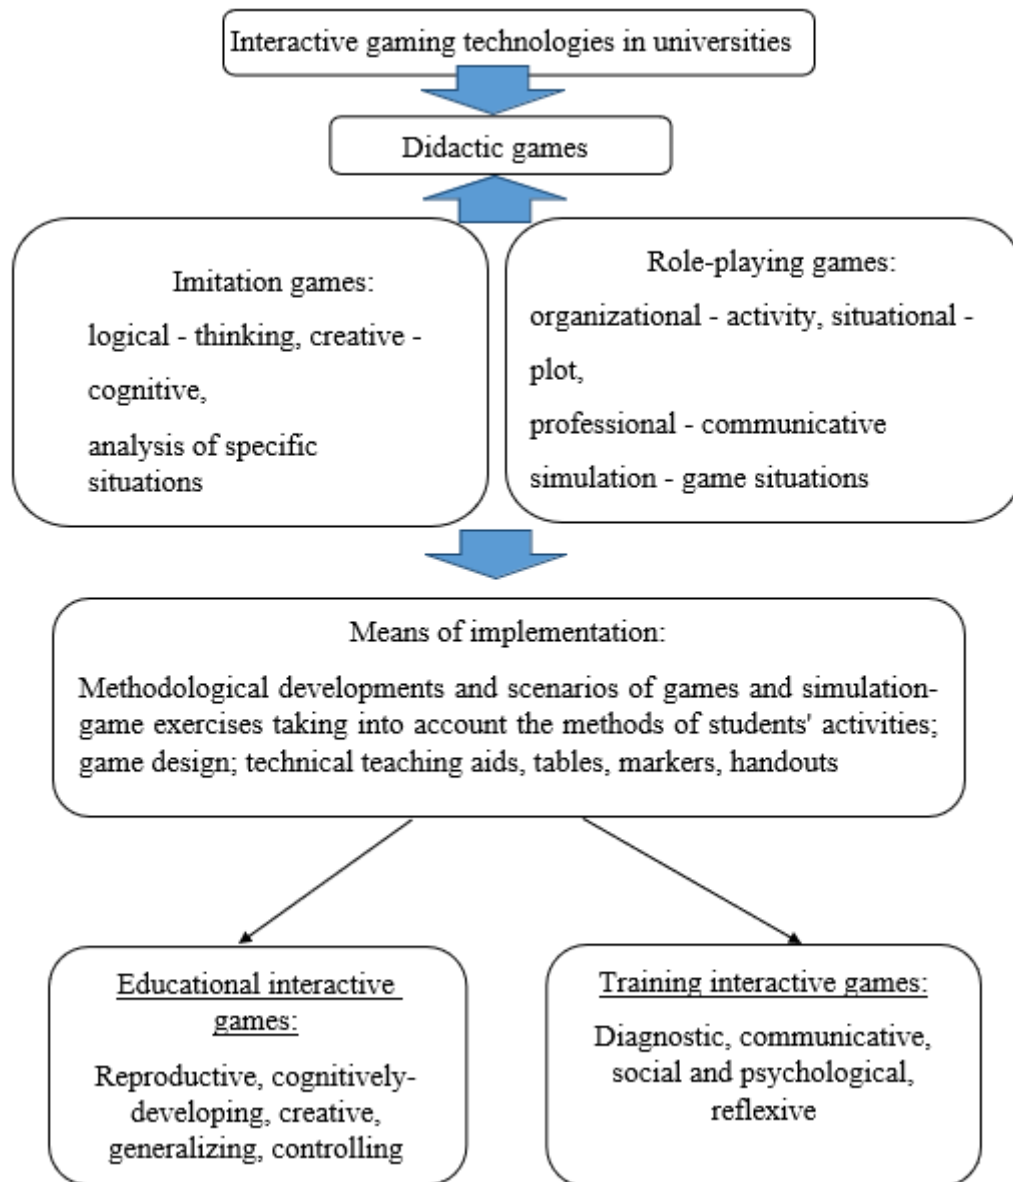 Interactive gaming technologies in universities
Didactic games
Imitation games:
logical - thinking, creative -
cognitive,
analysis of specific
situations
Role-playing games:
organizational - activity, situational -
plot,
professional - communicative
simulation - game situations
Means of implementation:
Methodological developments and scenarios of games and simulation-
game exercises taking into account the methods of students' activities;
game design; technical teaching aids, tables, markers, handouts
Educational interactive
games:
Reproductive, cognitively-
developing, creative,
generalizing, controlling
Training interactive games:
Diagnostic, communicative,
social and psychological,
reflexive